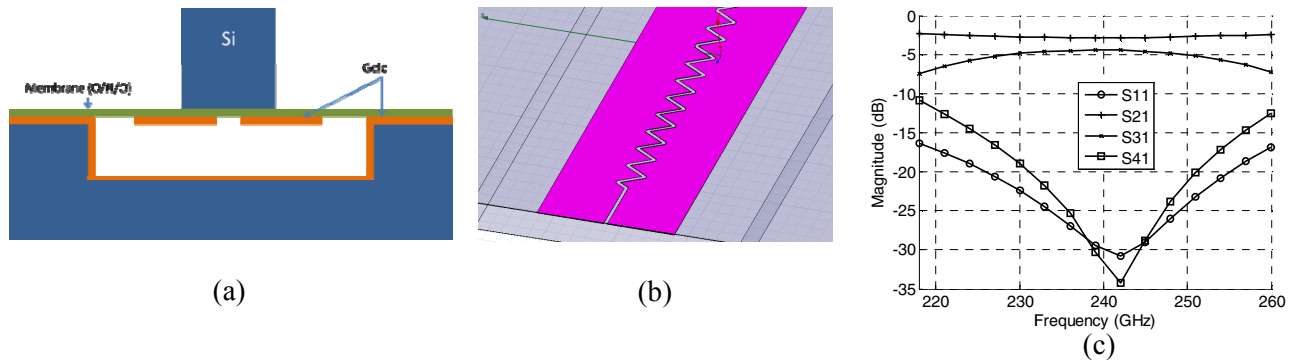 Si
Membrane (O/N/O)
(a)
(b)
0
-5
-10
-15
-20
-25
-30
-35
Magnitude (dB)
S11
S21
S31
S41
220
230
240
250
260
Frequency (GHz)
(c)